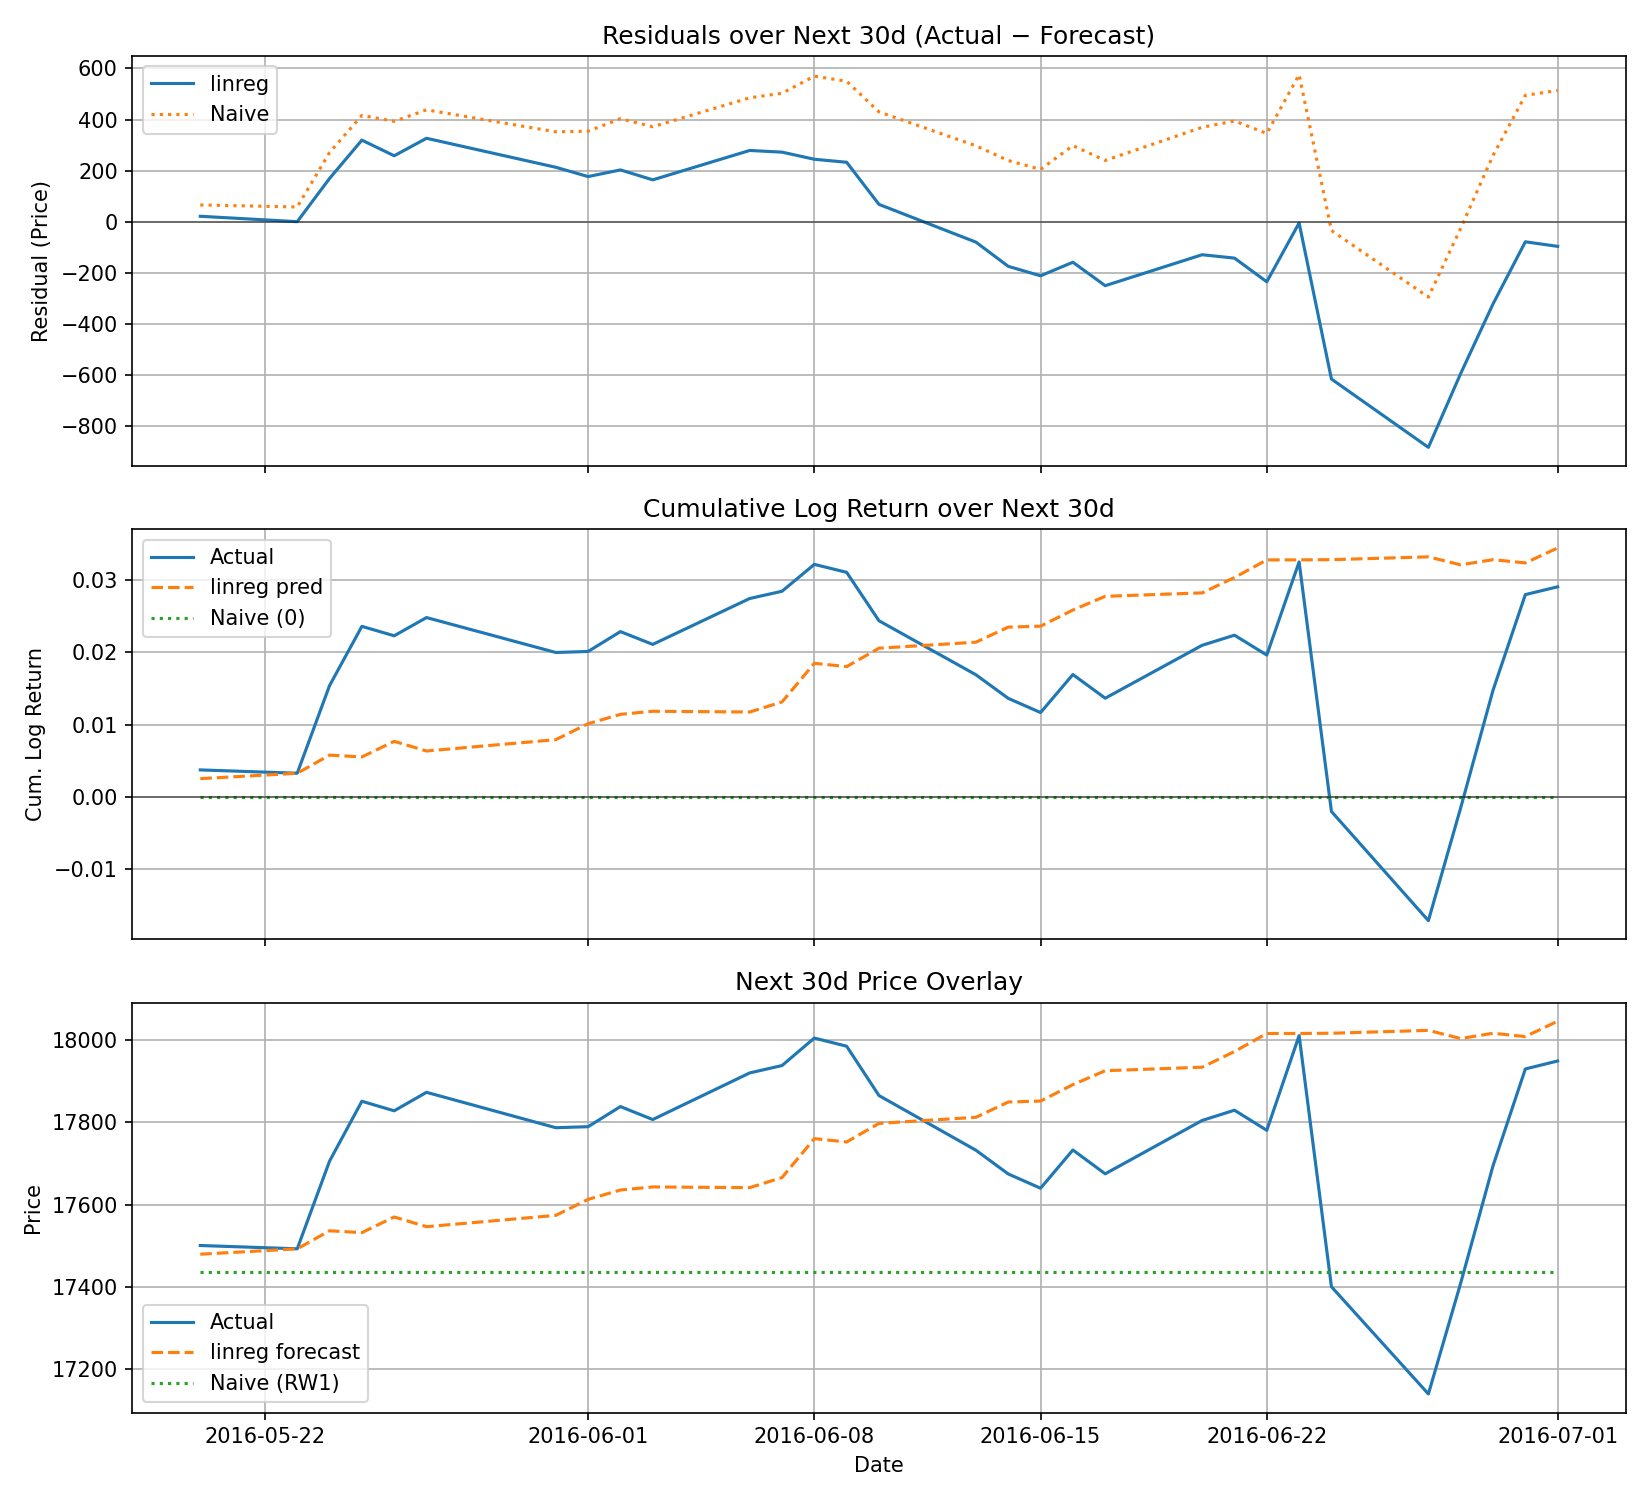 Residuals over Next 30d (Actual − Forecast)
linreg
Naive
600
400
200
0
−200
−400
−600
−800
Residual (Price)
Cumulative Log Return over Next 30d
Actual
linreg pred
Naive (0)
0.03
0.02
0.01
0.00
−0.01
Cum. Log Return
Next 30d Price Overlay
18000
17800
17600
17400
17200
Price
Actual
linreg forecast
Naive (RW1)
2016-05-22 2016-06-01 2016-06-08 2016-06-15 2016-06-22 2016-07-01
Date